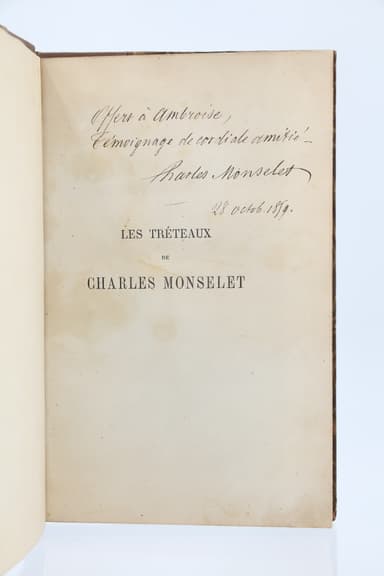 Offert à Ambroise,
Témoignage de cordiale amitié _
Charles Monselet
28 octob. 1859.
LES TRÉTEAUX
DE
CHARLES MONSELET